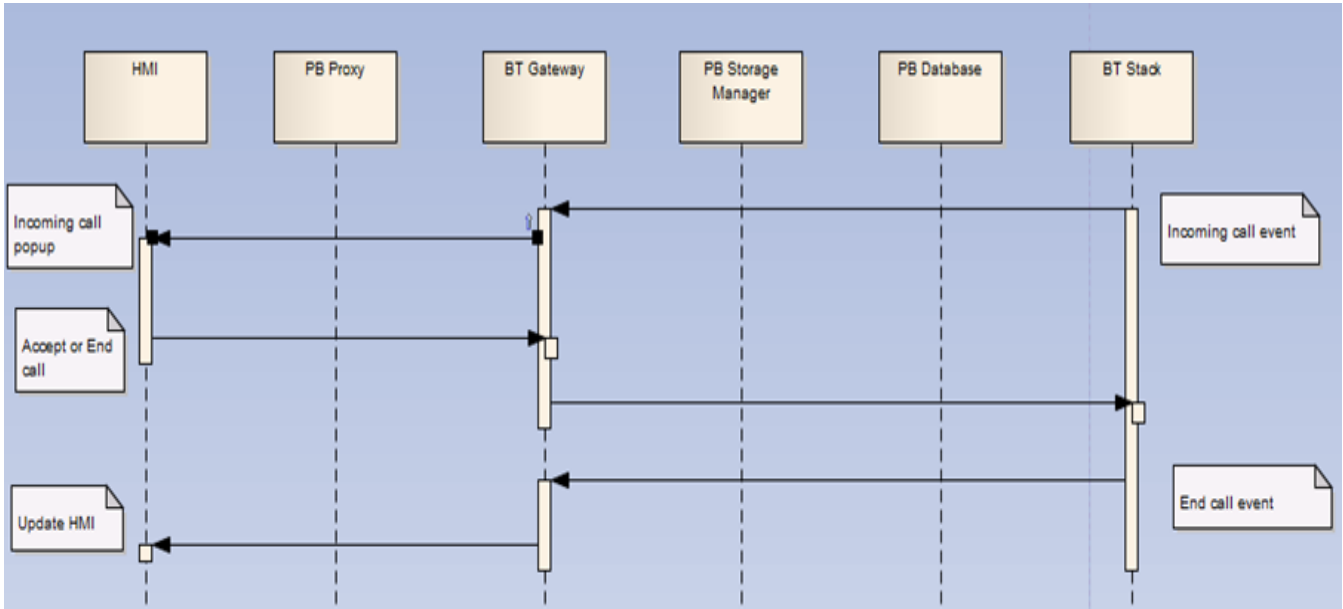 HMI
PB Proxy
BT Gateway
PB Storage
Manager
PB Database
BT Stack
Incoming call
popup
Incoming call event
Accept or End
call
End call event
Update HMI